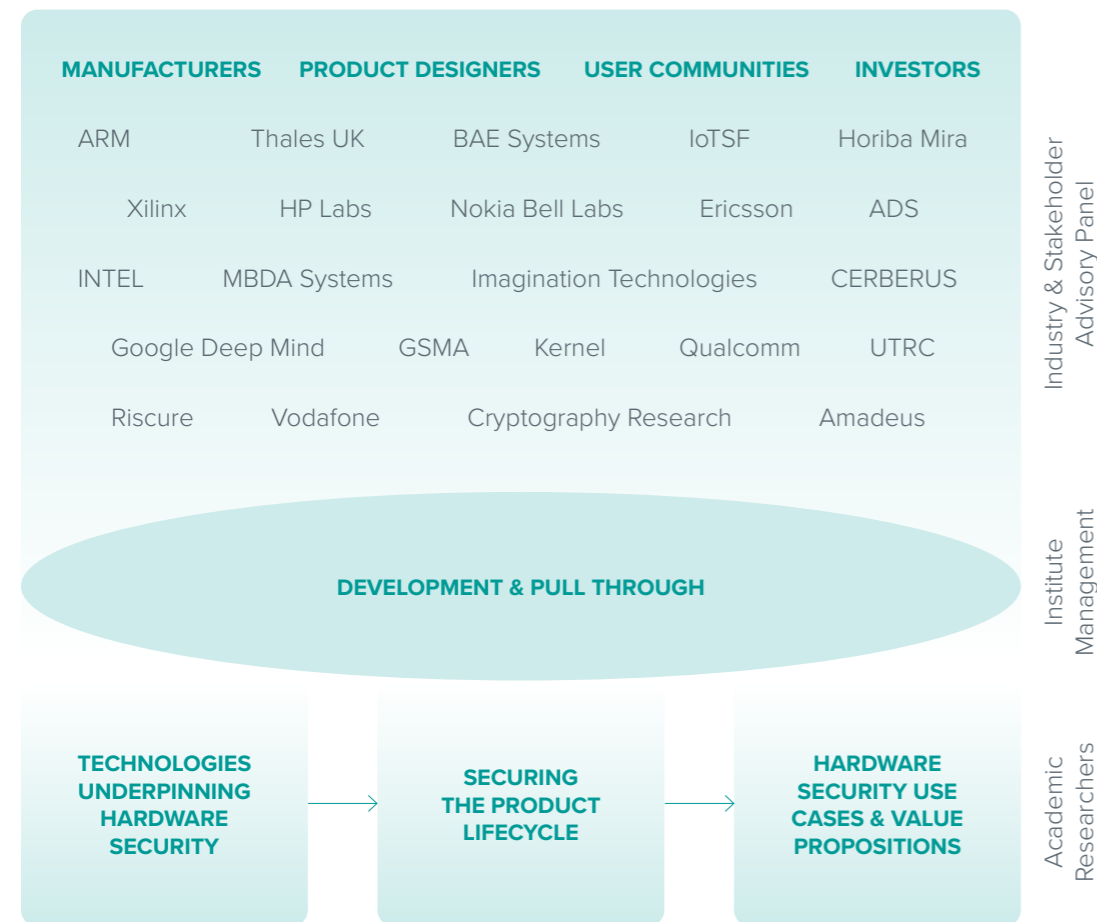 MANUFACTURERS PRODUCT DESIGNERS USER COMMUNITIES INVESTORS
ARM Thales UK BAE Systems IoTSF Horiba Mira
Xilinx HP Labs Nokia Bell Labs Ericsson ADS
INTEL MBDA Systems Imagination Technologies CERBERUS
Google Deep Mind GSMA Kernel Qualcomm UTRC
Riscure Vodafone Cryptography Research Amadeus
Industry & Stakeholder
Advisory Panel
DEVELOPMENT & PULL THROUGH
Institute
Management
TECHNOLOGIES
UNDERPINNING
HARDWARE
SECURITY
SECURING
THE PRODUCT
LIFECYCLE
HARDWARE
SECURITY USE
CASES & VALUE
PROPOSITIONS
Academic
Researchers